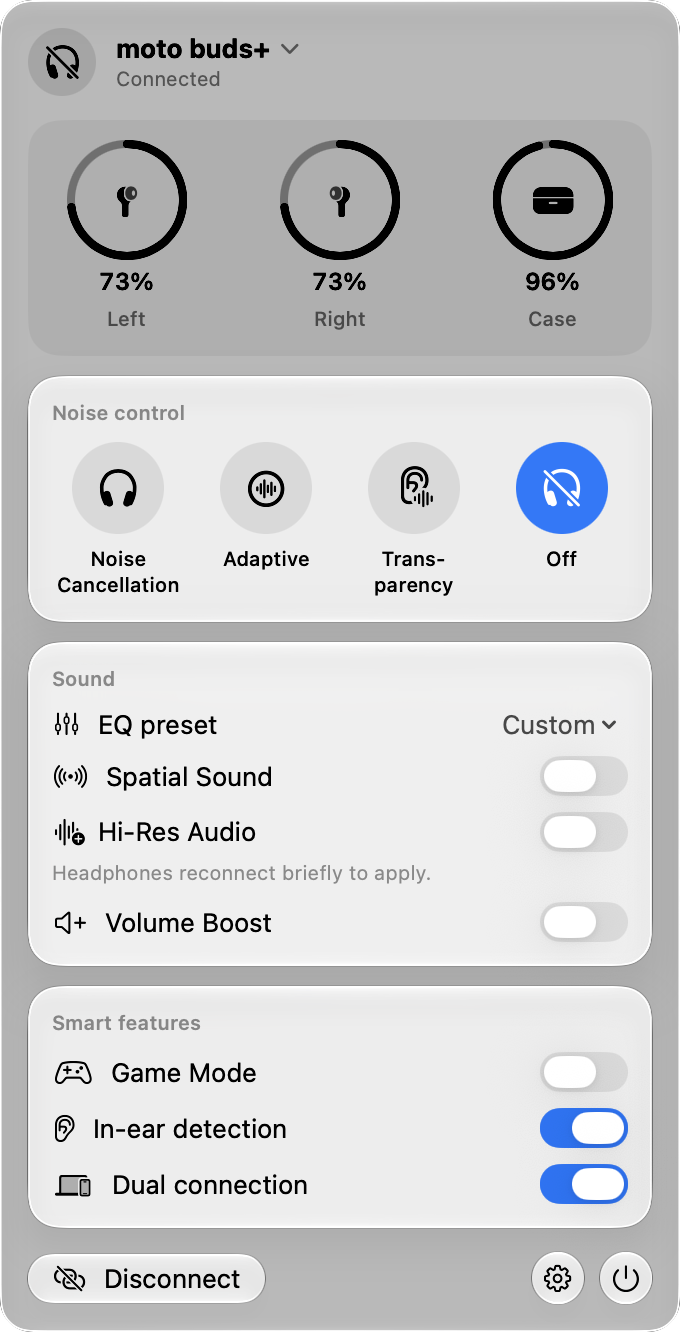 moto buds+
Connected
73%
73%
96%
Left
Right
Case
Noise control
Noise
Cancellation
Adaptive
Trans-
parency
Off
Sound
EQ preset
Custom
Spatial Sound
Hi-Res Audio
Headphones reconnect briefly to apply.
Volume Boost
Smart features
Game Mode
In-ear detection
Dual connection
Disconnect